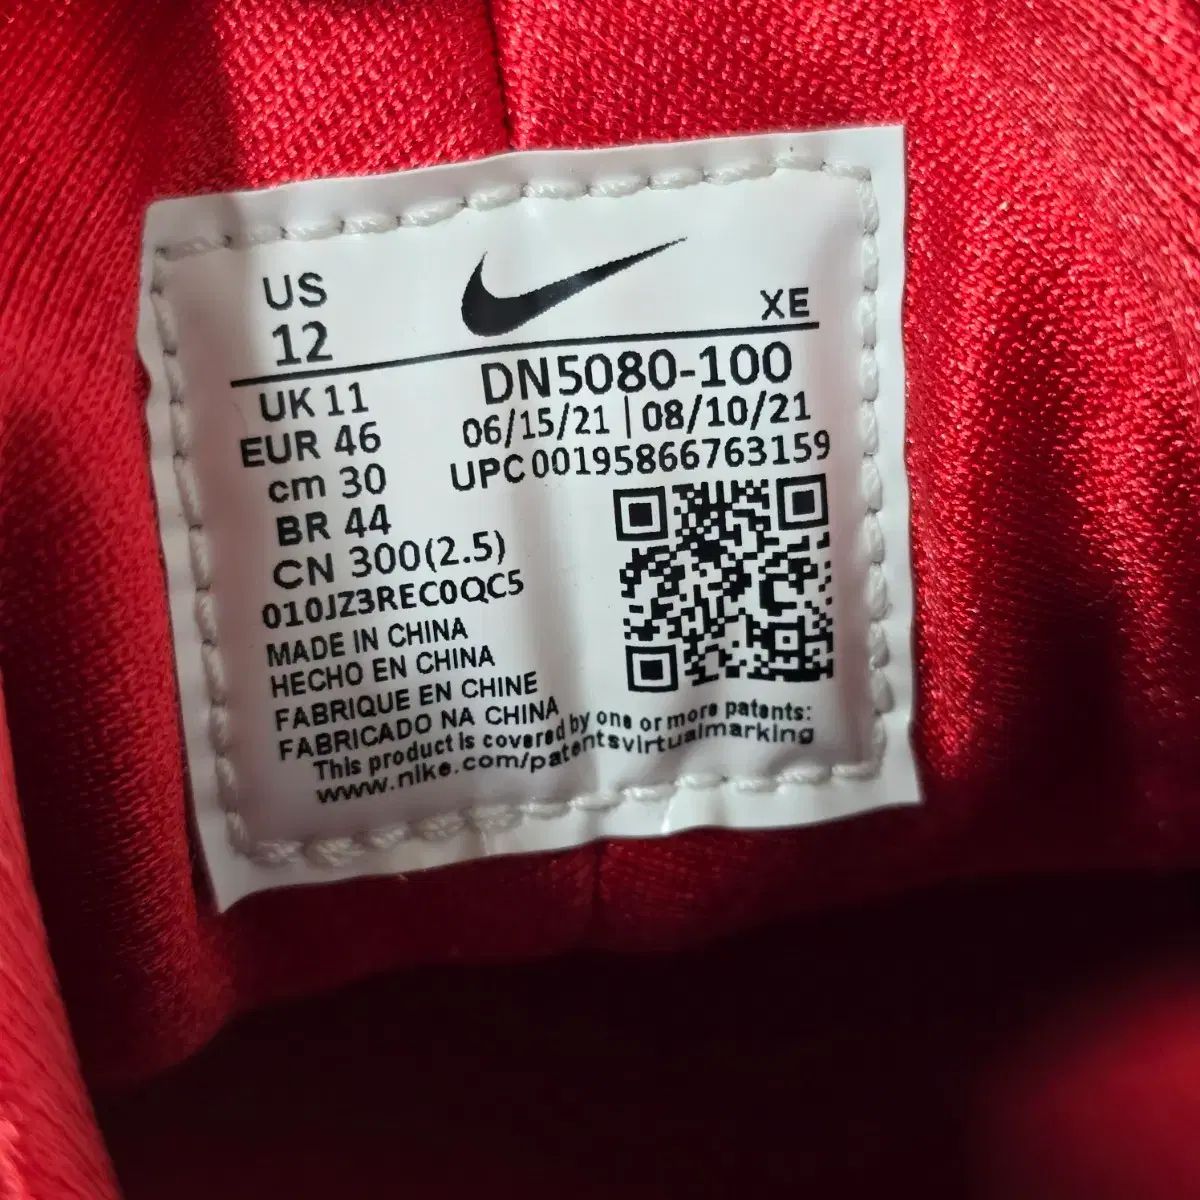 US
12
XE
UK 11
EUR 46
cm 30
BR 44
CN 300(2.5)
DN5080-100
06/15/21 | 08/10/21
UPC 00195866763159
010JZ3REC0QC5
MADE IN CHINA
HECHO EN CHINA
FABRIQUE EN CHINE
FABRICADO NA CHINA
This product is covered by one or more patents:
www.nike.com/patentsvirtualmarking